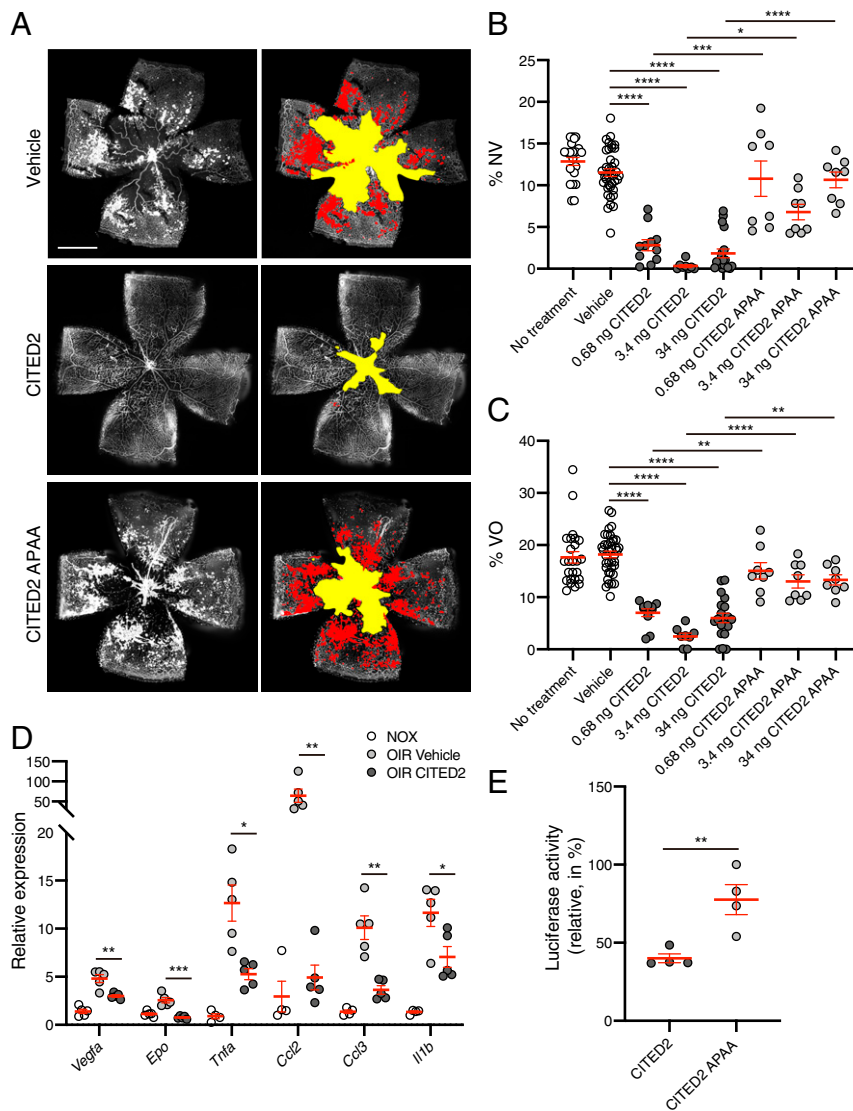 A
Vehicle
CITED2
CITED2 APAA
B
****
*
***
****
****
****
% NV
25
20
15
10
5
0
No treatment
Vehicle
0.68 ng CITED2
3.4 ng CITED2
34 ng CITED2
0.68 ng CITED2 APAA
3.4 ng CITED2 APAA
34 ng CITED2 APAA
C
**
****
**
****
****
****
% VO
40
30
20
10
0
No treatment
Vehicle
0.68 ng CITED2
3.4 ng CITED2
34 ng CITED2
0.68 ng CITED2 APAA
3.4 ng CITED2 APAA
34 ng CITED2 APAA
D
NOX
OIR Vehicle
OIR CITED2
Relative expression
150
100
50
20
15
10
5
0
**
***
*
**
**
*
Vegfa
Epo
Tnfa
Ccl2
Ccl3
Il1b
E
Luciferase activity
(relative, in %)
150
100
50
0
**
CITED2
CITED2 APAA